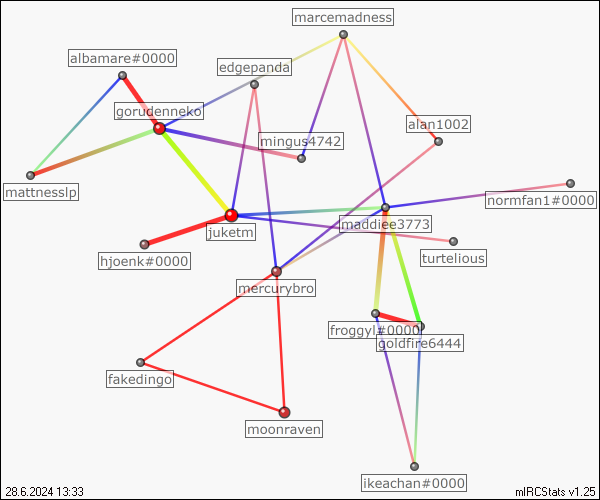 marcemadness
albamare#0000
edgepanda
gorudenneko
alan1002
mingus4742
mattnesslp
normfan1#0000
maddiee3773
juketm
turtelious
hjoenk#0000
mercurybro
froggyl#0000
goldfire6444
fakedingo
moonraven
ikeachan#0000
28.6.2024 13:33
mIRCStats v1.25